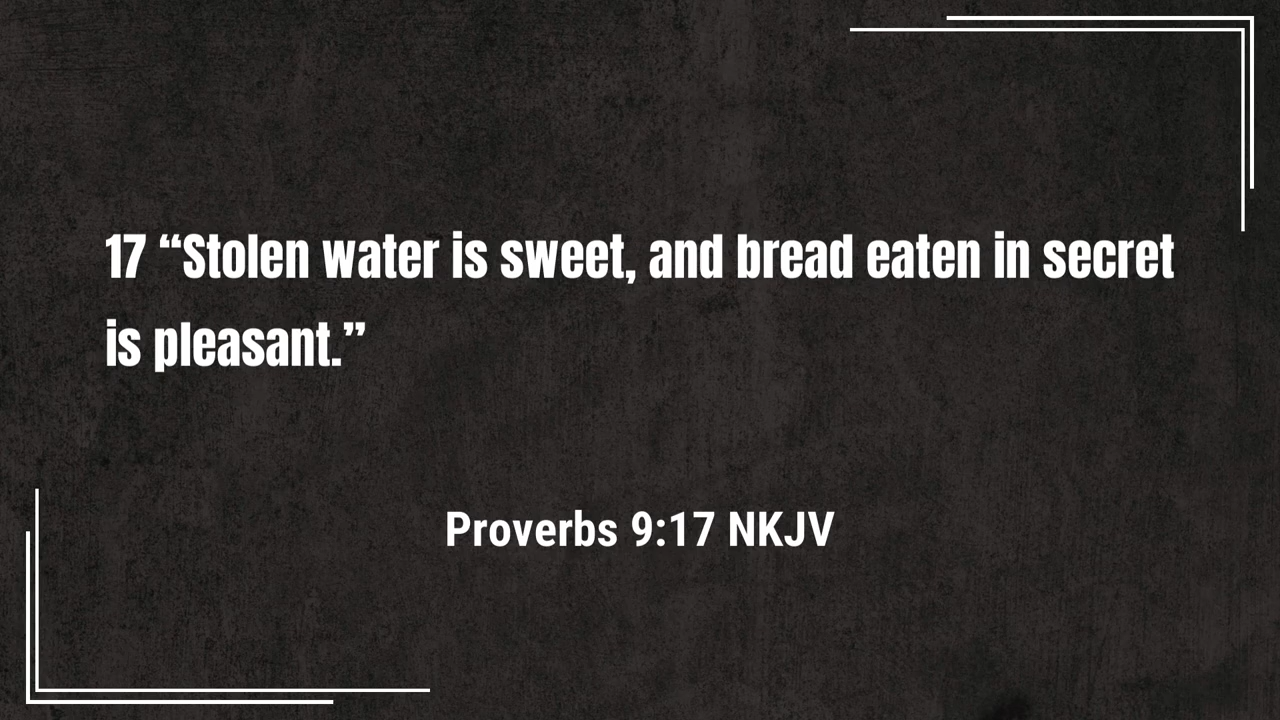 17 “Stolen water is sweet, and bread eaten in secret
is pleasant.”
Proverbs 9:17 NKJV